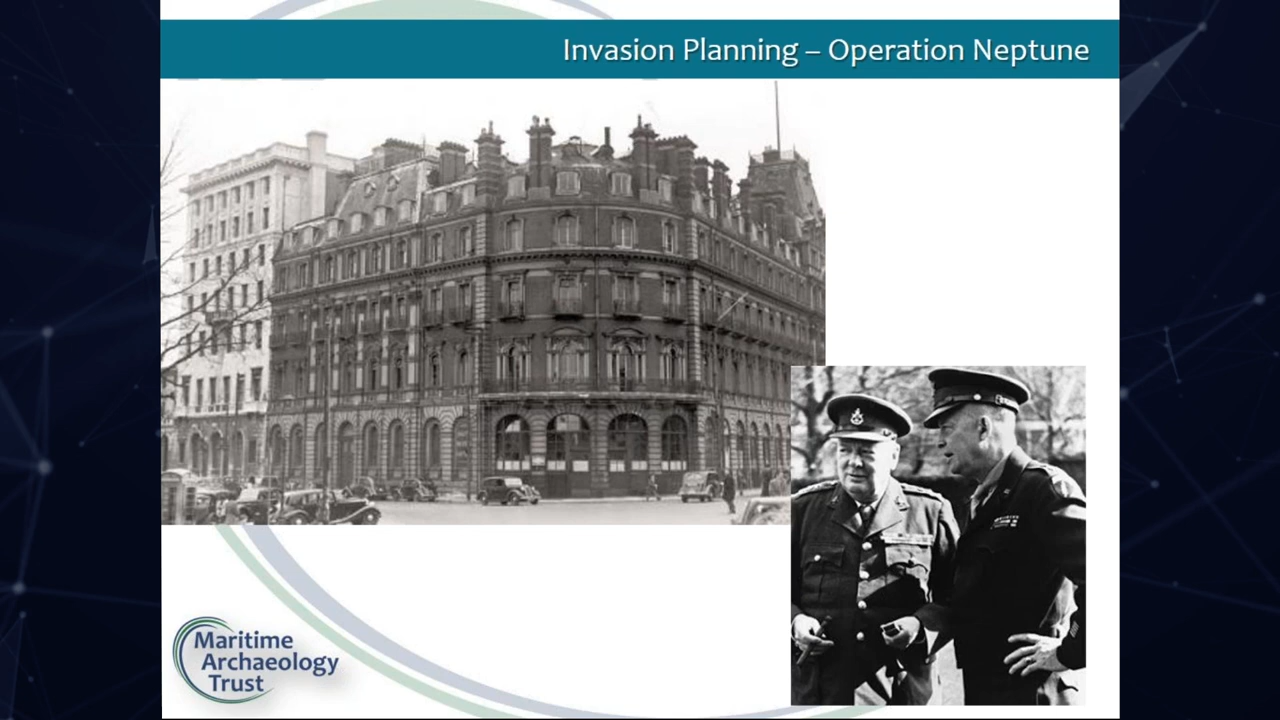 Invasion Planning – Operation Neptune
Maritime
Archaeology
Trust